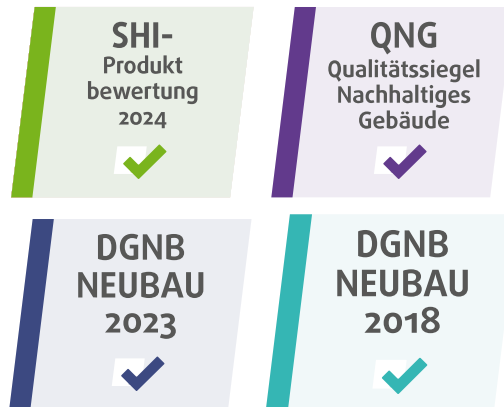 SHI-
Produkt
bewertung
2024
QNG
Qualitätssiegel
Nachhaltiges
Gebäude
DGNB
NEUBAU
2023
DGNB
NEUBAU
2018